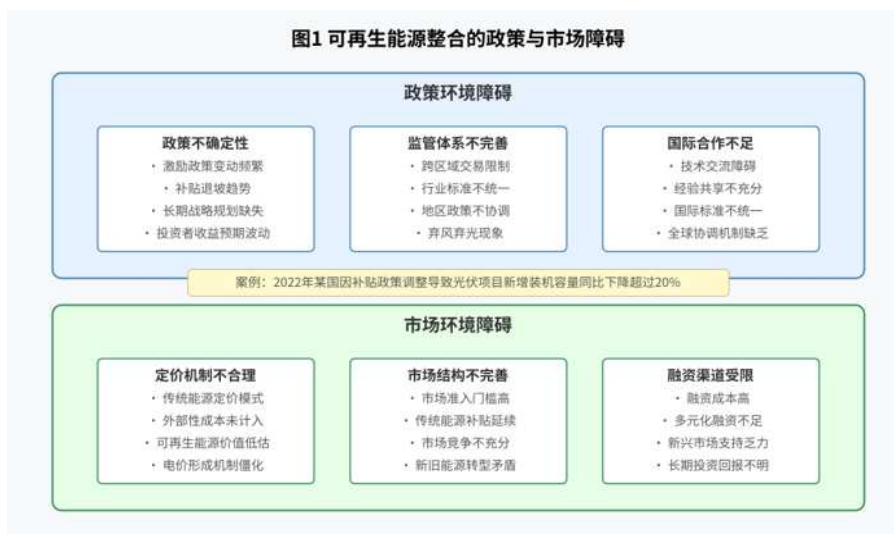 图1 可再生能源整合的政策与市场障碍
政策环境障碍
政策不确定性
• 激励政策变动频繁
• 补贴退坡趋势
• 长期战略规划缺失
• 投资者收益预期波动
监管体系不完善
• 跨区域交易限制
• 行业标准不统一
• 地区政策不协调
• 弃风弃光现象
国际合作不足
• 技术交流障碍
• 经验共享不充分
• 国际标准不统一
• 全球协调机制缺乏
案例：2022年某国因补贴政策调整导致光伏项目新增装机容量同比下降超过20%
市场环境障碍
定价机制不合理
• 传统能源定价模式
• 外部性成本未计入
• 可再生能源价值低估
• 电价形成机制僵化
市场结构不完善
• 市场准入门槛高
• 传统能源补贴延续
• 市场竞争不充分
• 新旧能源转型矛盾
融资渠道受限
• 融资成本高
• 多元化融资不足
• 新兴市场支持乏力
• 长期投资回报不明